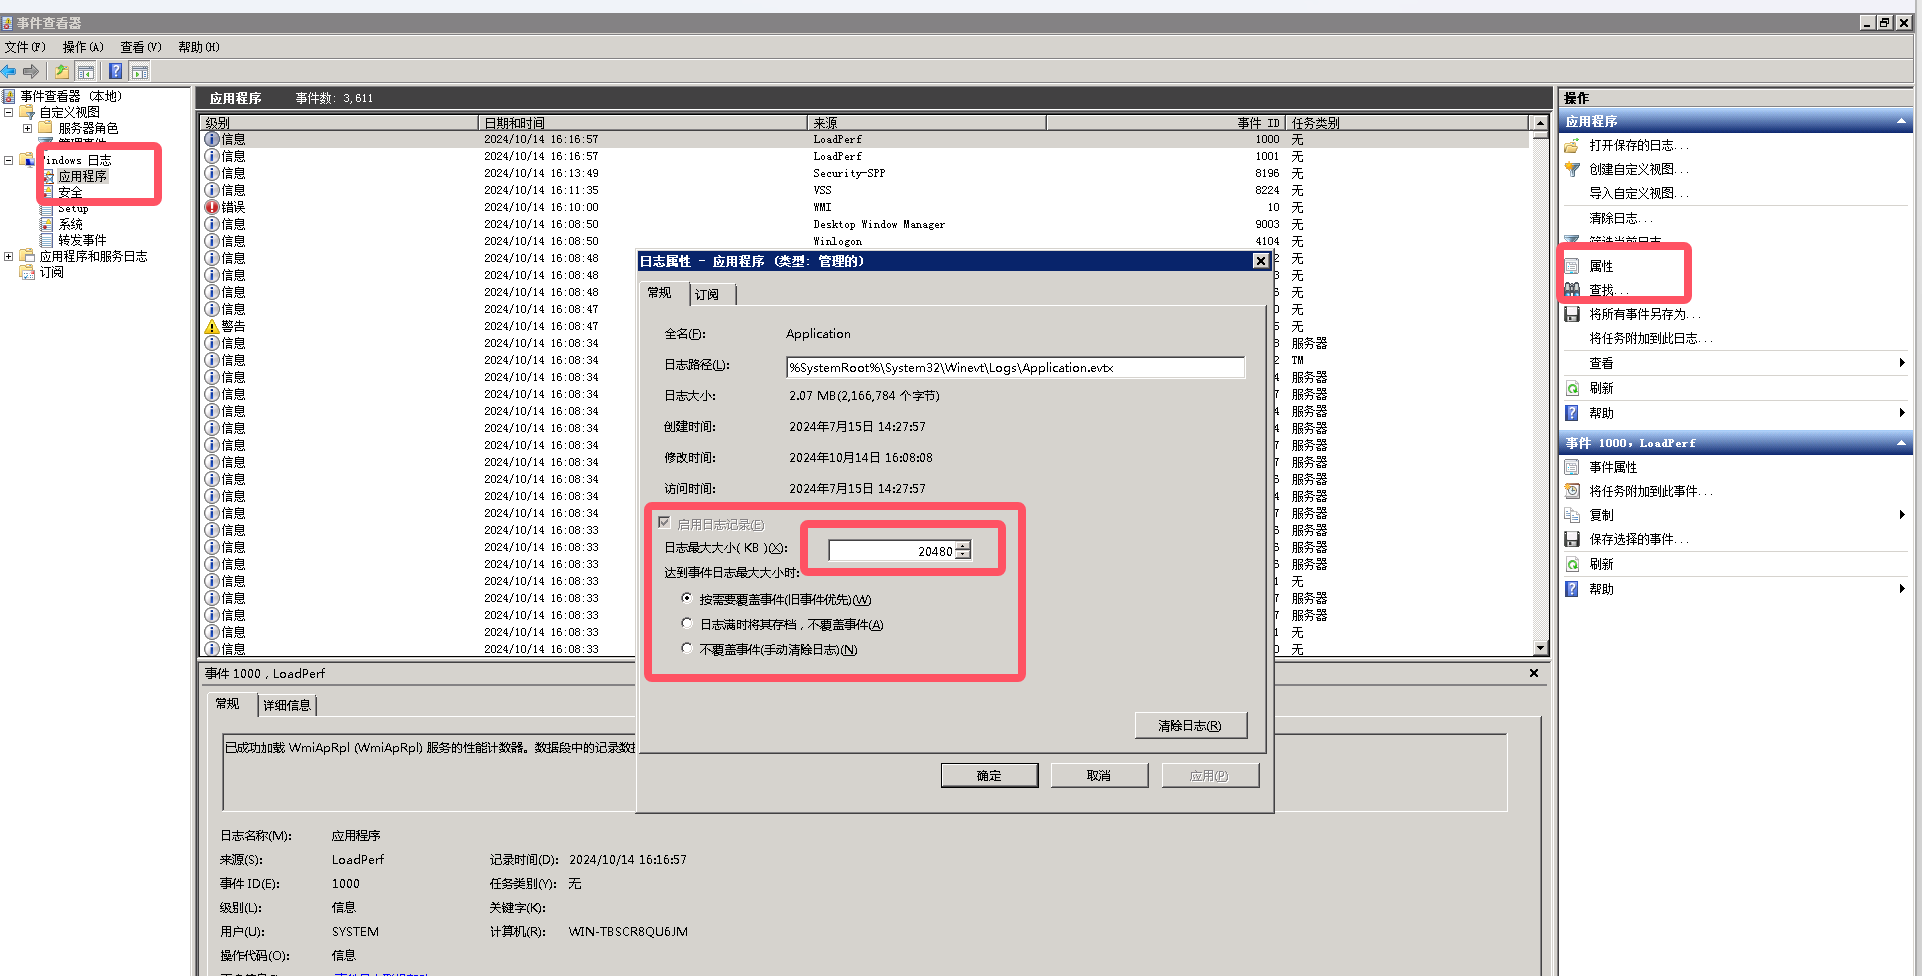 事件查看器
文件(F) 操作(A) 查看(V) 帮助(H)
事件查看器 (本地)
自定义视图
服务器角色
Windows 日志
应用程序
安全
Setup
系统
转发事件
应用程序和服务日志
订阅
应用程序 事件数: 3,611
级别 日期和时间 来源 事件 ID 任务类别
信息 2024/10/14 16:16:57 LoadPerf 1000 无
信息 2024/10/14 16:16:57 LoadPerf 1001 无
信息 2024/10/14 16:13:49 Security-SPP 8196 无
信息 2024/10/14 16:11:35 VSS 8224 无
错误 2024/10/14 16:10:00 WMI 10 无
信息 2024/10/14 16:08:50 Desktop Window Manager 9003 无
信息 2024/10/14 16:08:50 Winlogon 4104 无
信息 2024/10/14 16:08:48 2 无
信息 2024/10/14 16:08:48 3 无
信息 2024/10/14 16:08:48 6 无
信息 2024/10/14 16:08:47 0 无
警告 2024/10/14 16:08:47 6 无
信息 2024/10/14 16:08:34 3 服务器
信息 2024/10/14 16:08:34 2 TM
信息 2024/10/14 16:08:34 4 服务器
信息 2024/10/14 16:08:34 7 服务器
信息 2024/10/14 16:08:34 4 服务器
信息 2024/10/14 16:08:34 7 服务器
信息 2024/10/14 16:08:34 4 服务器
信息 2024/10/14 16:08:34 7 服务器
信息 2024/10/14 16:08:34 6 服务器
信息 2024/10/14 16:08:34 4 服务器
信息 2024/10/14 16:08:34 7 服务器
信息 2024/10/14 16:08:33 6 服务器
信息 2024/10/14 16:08:33 6 服务器
信息 2024/10/14 16:08:33 6 服务器
信息 2024/10/14 16:08:33 1 无
信息 2024/10/14 16:08:33 7 服务器
信息 2024/10/14 16:08:33 7 服务器
信息 2024/10/14 16:08:33 1 无
信息 2024/10/14 16:08:33 0 无
日志属性 - 应用程序 (类型: 管理的)
常规 订阅
全名(F): Application
日志路径(L): %SystemRoot%\System32\Winevt\Logs\Application.evtx
日志大小: 2.07 MB(2,166,784 个字节)
创建时间: 2024年7月15日 14:27:57
修改时间: 2024年10月14日 16:08:08
访问时间: 2024年7月15日 14:27:57
启用日志记录(E)
日志最大大小( KB )(X): 20480
达到事件日志最大大小时:
按需要覆盖事件(旧事件优先)(W)
日志满时将其存档，不覆盖事件(A)
不覆盖事件(手动清除日志)(N)
清除日志(R)
确定 取消 应用(P)
事件 1000，LoadPerf
常规 详细信息
已成功加载 WmiApRpl (WmiApRpl) 服务的性能计数器。数据段中的记录数
日志名称(M): 应用程序
来源(S): LoadPerf 记录时间(D): 2024/10/14 16:16:57
事件 ID(E): 1000 任务类别(Y): 无
级别(L): 信息 关键字(K):
用户(U): SYSTEM 计算机(R): WIN-TBSCR8QU6JM
操作代码(O): 信息
操作
应用程序
打开保存的日志...
创建自定义视图...
导入自定义视图...
清除日志...
筛选当前日志...
属性
查找...
将所有事件另存为...
将任务附加到此日志...
查看
刷新
帮助
事件 1000，LoadPerf
事件属性
将任务附加到此事件...
复制
保存选择的事件...
刷新
帮助